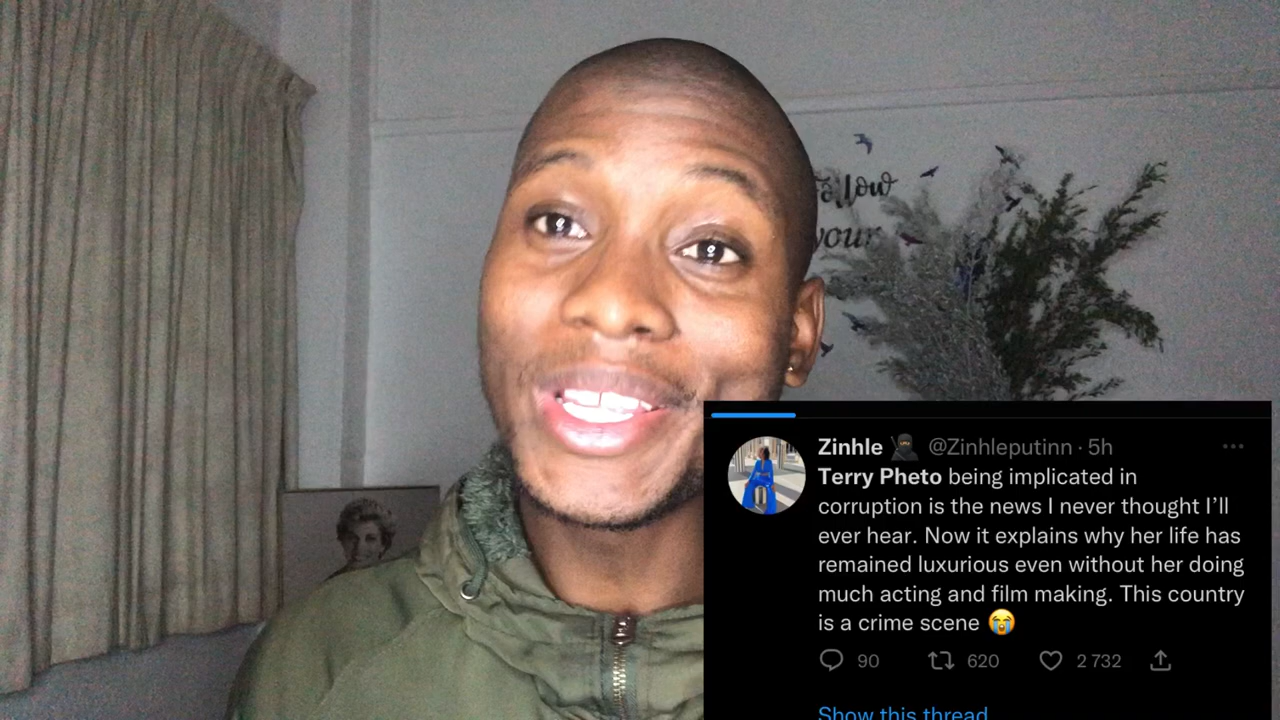 follow
your
Zinhle @Zinhleputinn · 5h
Terry Pheto being implicated in
corruption is the news I never thought I'll
ever hear. Now it explains why her life has
remained luxurious even without her doing
much acting and film making. This country
is a crime scene 😭
90 620 2 732
Show this thread